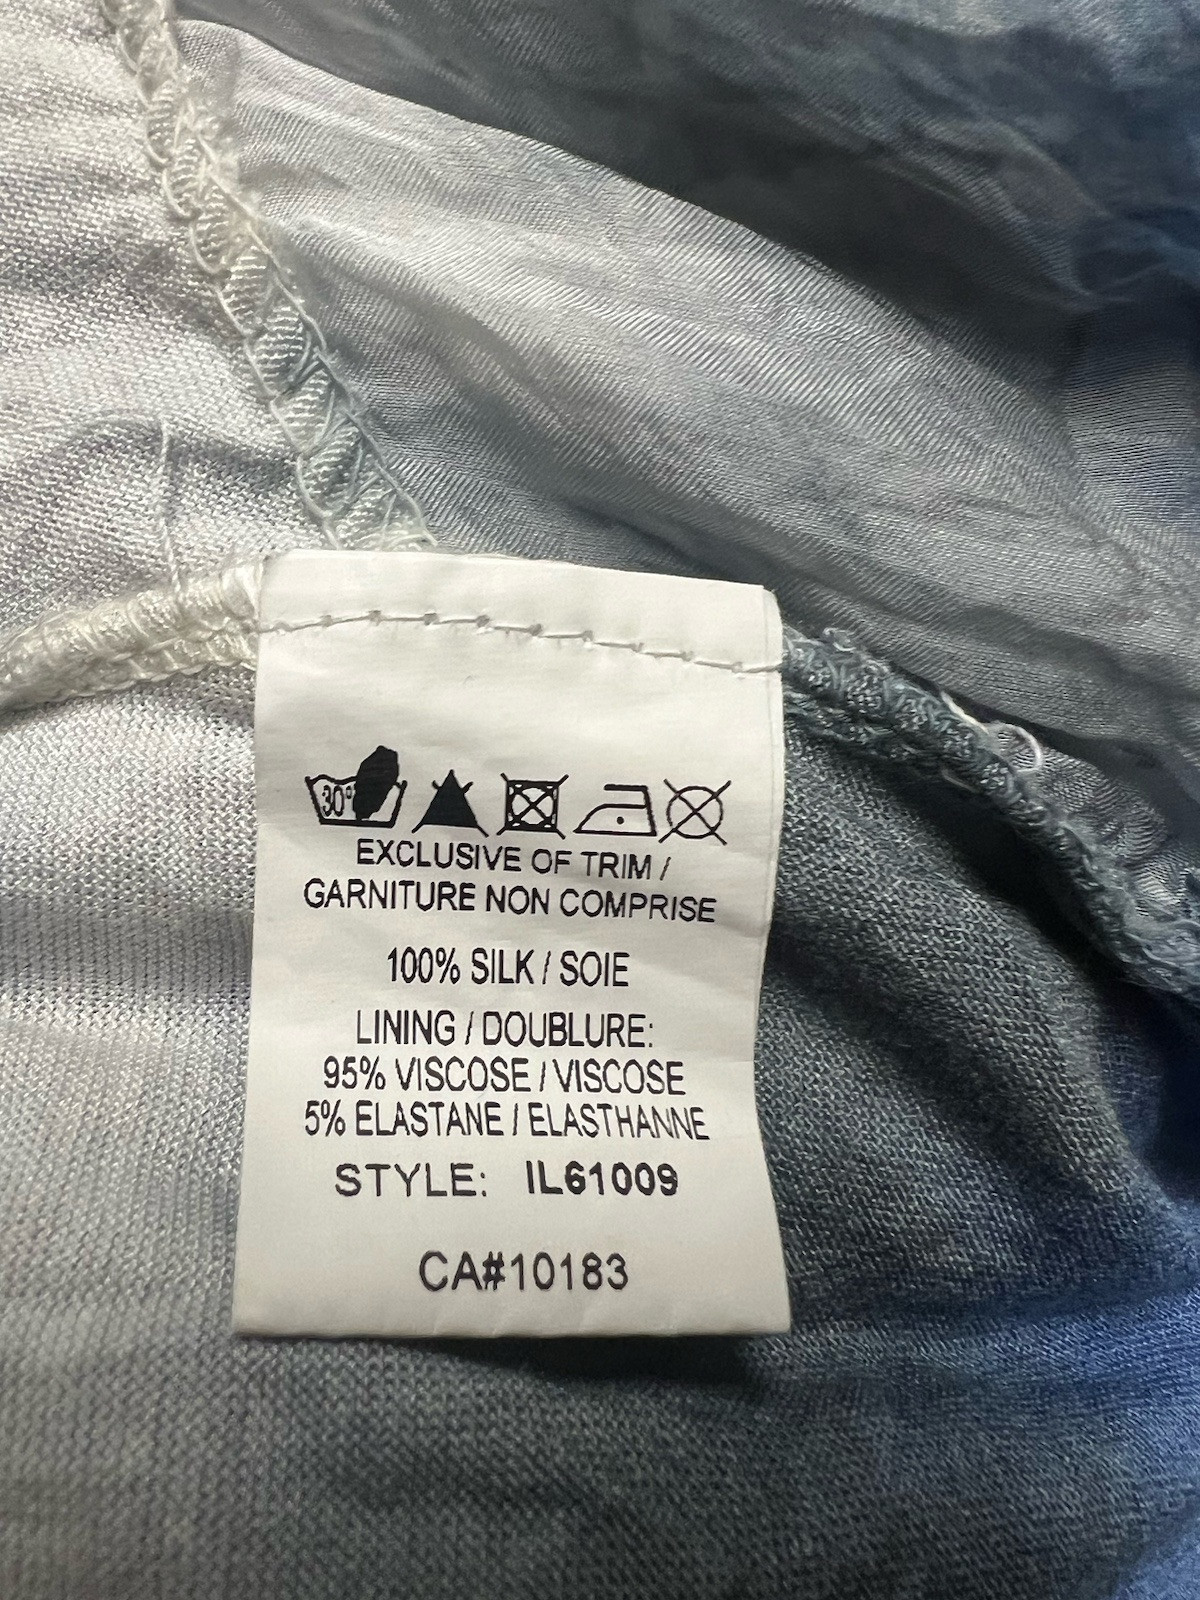 30°
EXCLUSIVE OF TRIM /
GARNITURE NON COMPRISE
100% SILK / SOIE
LINING / DOUBLURE:
95% VISCOSE / VISCOSE
5% ELASTANE / ELASTHANNE
STYLE: IL61009
CA#10183